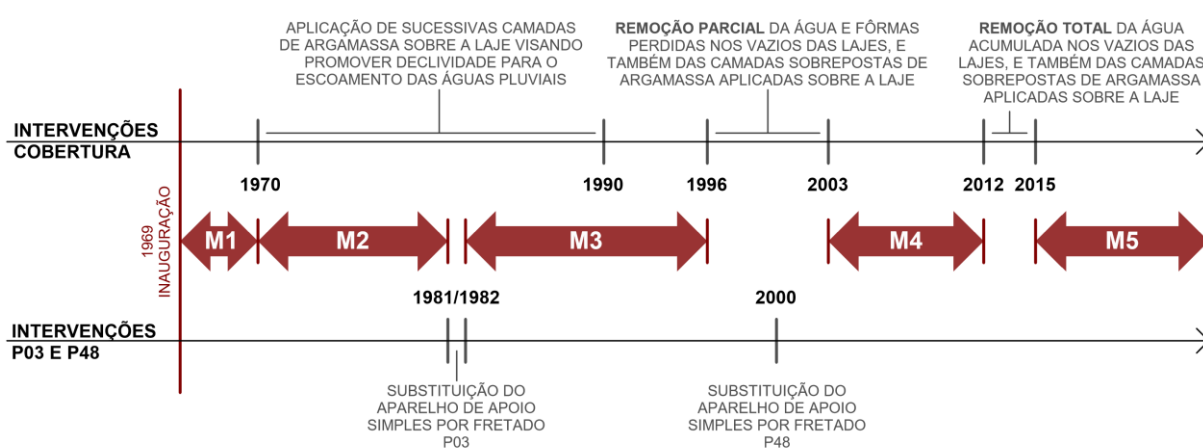 APLICAÇÃO DE SUCESSIVAS CAMADAS
DE ARGAMASSA SOBRE A LAJE VISANDO
PROMOVER DECLIVIDADE PARA O
ESCOAMENTO DAS ÁGUAS PLUVIAIS
REMOÇÃO PARCIAL DA ÁGUA E FÔRMAS
PERDIDAS NOS VAZIOS DAS LAJES, E
TAMBÉM DAS CAMADAS SOBREPOSTAS DE
ARGAMASSA APLICADAS SOBRE A LAJE
REMOÇÃO TOTAL DA ÁGUA
ACUMULADA NOS VAZIOS DAS
LAJES, E TAMBÉM DAS CAMADAS
SOBREPOSTAS DE ARGAMASSA
APLICADAS SOBRE A LAJE
INTERVENÇÕES
COBERTURA
1970
1990
1996
2003
2012
2015
1969
INAUGURAÇÃO
M1
M2
M3
M4
M5
1981/1982
2000
INTERVENÇÕES
P03 E P48
SUBSTITUIÇÃO DO
APARELHO DE APOIO
SIMPLES POR FRETADO
P03
SUBSTITUIÇÃO DO
APARELHO DE APOIO
SIMPLES POR FRETADO
P48